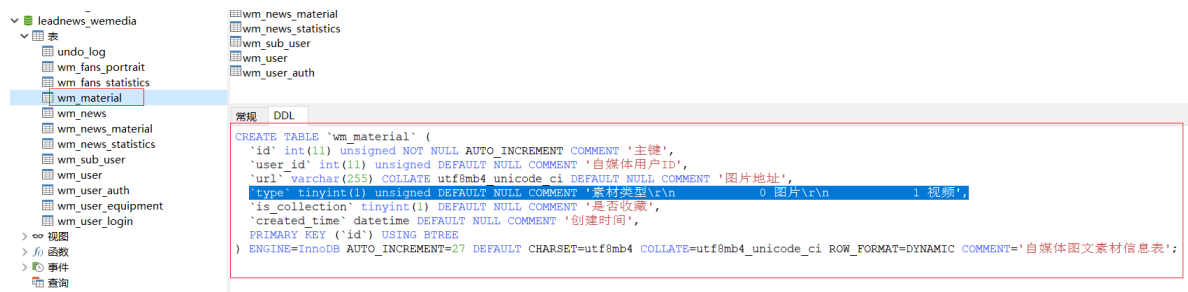 leadnews_wemedia
表
undo_log
wm_fans_portrait
wm_fans_statistics
wm_material
wm_news
wm_news_material
wm_news_statistics
wm_sub_user
wm_user
wm_user_auth
wm_user_equipment
wm_user_login
视图
函数
事件
查询
wm_news_material
wm_news_statistics
wm_sub_user
wm_user
wm_user_auth
常规 DDL
CREATE TABLE `wm_material` (
`id` int(11) unsigned NOT NULL AUTO_INCREMENT COMMENT '主键',
`user_id` int(11) unsigned DEFAULT NULL COMMENT '自媒体用户ID',
`url` varchar(255) COLLATE utf8mb4_unicode_ci DEFAULT NULL COMMENT '图片地址',
`type` tinyint(1) unsigned DEFAULT NULL COMMENT '素材类型\r\n 0 图片\r\n 1 视频',
`is_collection` tinyint(1) DEFAULT NULL COMMENT '是否收藏',
`created_time` datetime DEFAULT NULL COMMENT '创建时间',
PRIMARY KEY (`id`) USING BTREE
) ENGINE=InnoDB AUTO_INCREMENT=27 DEFAULT CHARSET=utf8mb4 COLLATE=utf8mb4_unicode_ci ROW_FORMAT=DYNAMIC COMMENT='自媒体图文素材信息表';